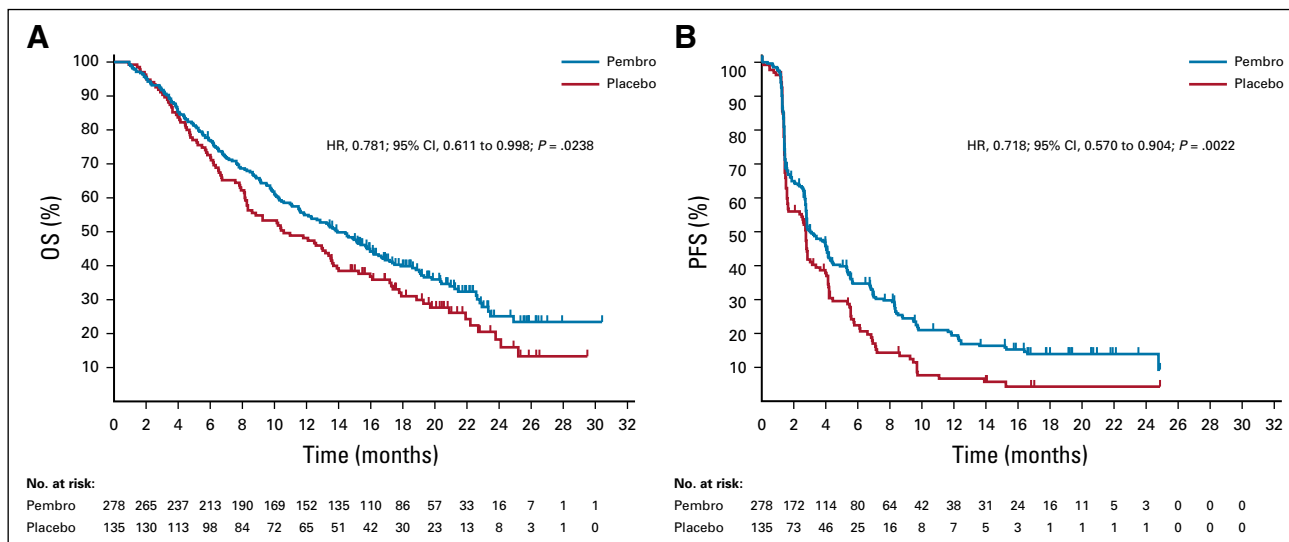 A
100
90
80
70
60
50
40
30
20
10
OS (%)
Pembro
Placebo
HR, 0.781; 95% CI, 0.611 to 0.998; P = .0238
0 2 4 6 8 10 12 14 16 18 20 22 24 26 28 30 32
Time (months)
No. at risk:
Pembro 278 265 237 213 190 169 152 135 110 86 57 33 16 7 1 1
Placebo 135 130 113 98 84 72 65 51 42 30 23 13 8 3 1 0
B
100
90
80
70
60
50
40
30
20
10
PFS (%)
Pembro
Placebo
HR, 0.718; 95% CI, 0.570 to 0.904; P = .0022
0 2 4 6 8 10 12 14 16 18 20 22 24 26 28 30 32
Time (months)
No. at risk:
Pembro 278 172 114 80 64 42 38 31 24 16 11 5 3 0 0 0
Placebo 135 73 46 25 16 8 7 5 3 1 1 1 1 0 0 0